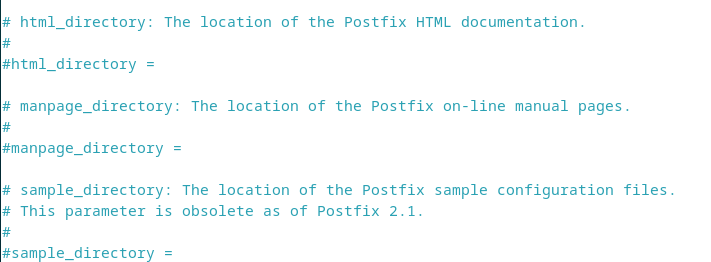 # html_directory: The location of the Postfix HTML documentation.
#
#html_directory =
# manpage_directory: The location of the Postfix on-line manual pages.
#
#manpage_directory =
# sample_directory: The location of the Postfix sample configuration files.
# This parameter is obsolete as of Postfix 2.1.
#
#sample_directory =